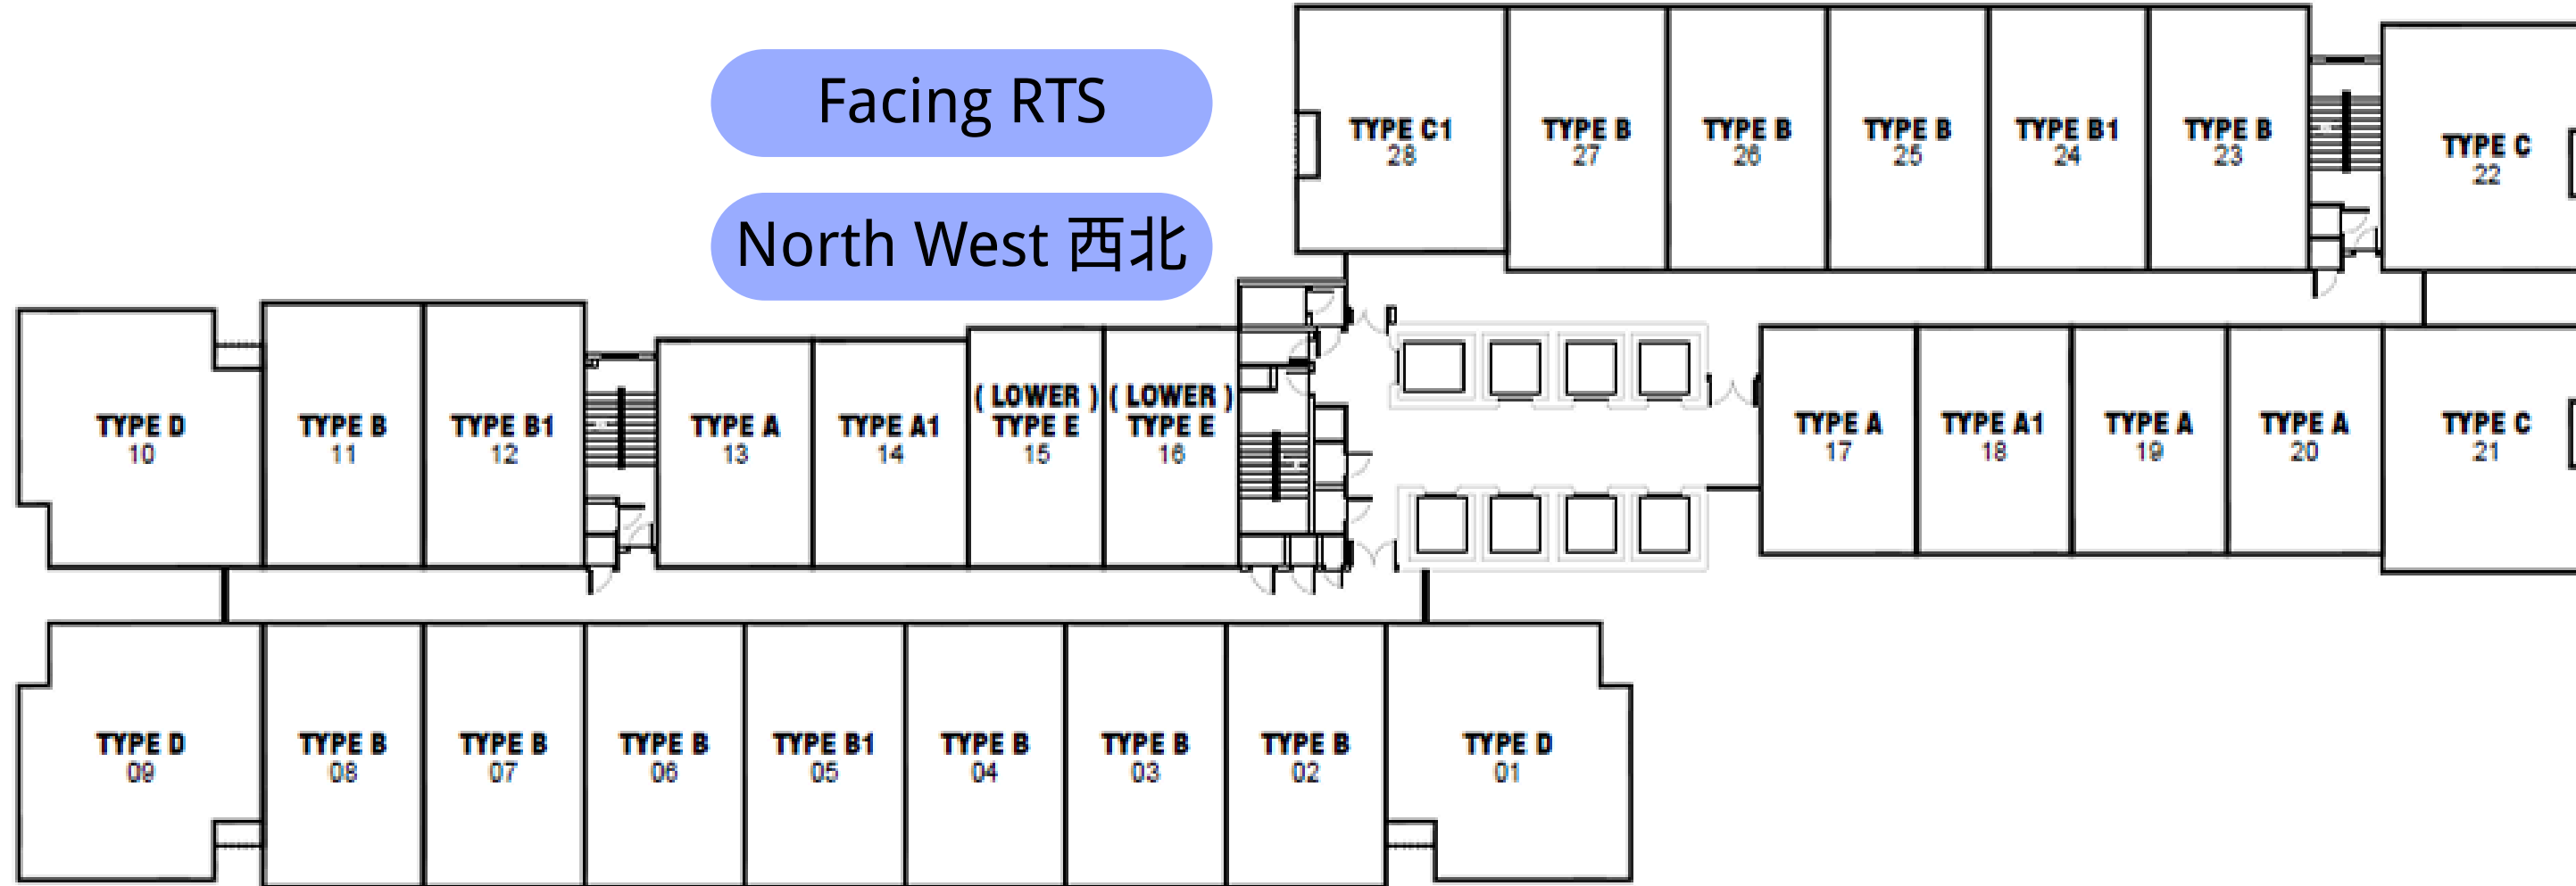 Facing RTS
North West 西北
TYPE C1
28
TYPE B
27
TYPE B
26
TYPE B
25
TYPE B1
24
TYPE B
23
TYPE C
22
TYPE D
10
TYPE B
11
TYPE B1
12
TYPE A
13
TYPE A1
14
( LOWER )
TYPE E
15
( LOWER )
TYPE E
16
TYPE A
17
TYPE A1
18
TYPE A
19
TYPE A
20
TYPE C
21
TYPE D
09
TYPE B
08
TYPE B
07
TYPE B
06
TYPE B1
05
TYPE B
04
TYPE B
03
TYPE B
02
TYPE D
01